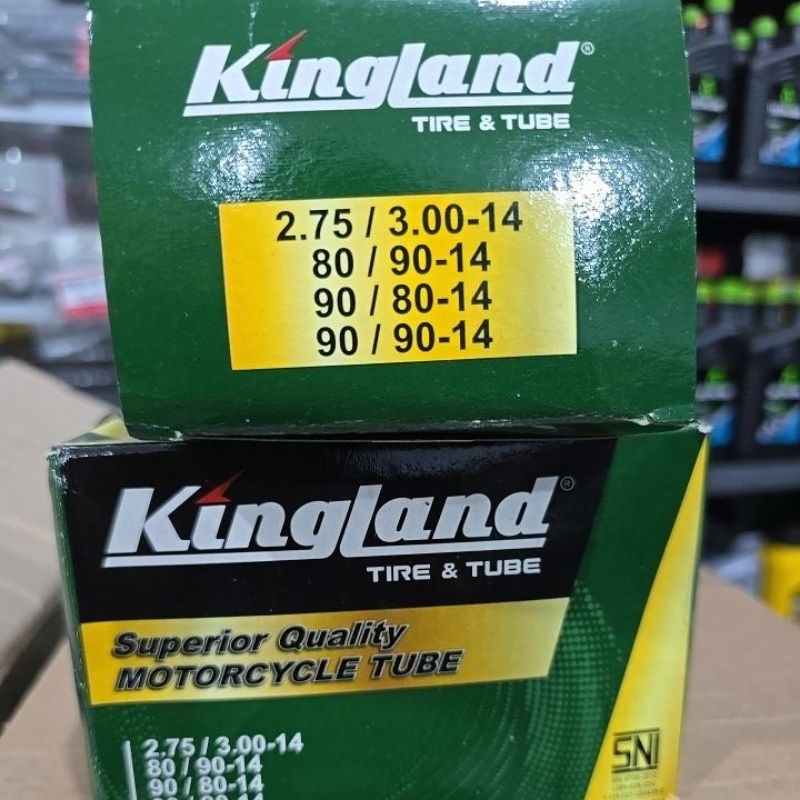 Kingland®
TIRE & TUBE
2.75 / 3.00-14
80 / 90-14
90 / 80-14
90 / 90-14
Kingland®
TIRE & TUBE
Superior Quality
MOTORCYCLE TUBE
2.75 / 3.00-14
80 / 90-14
90 / 80-14
SNI